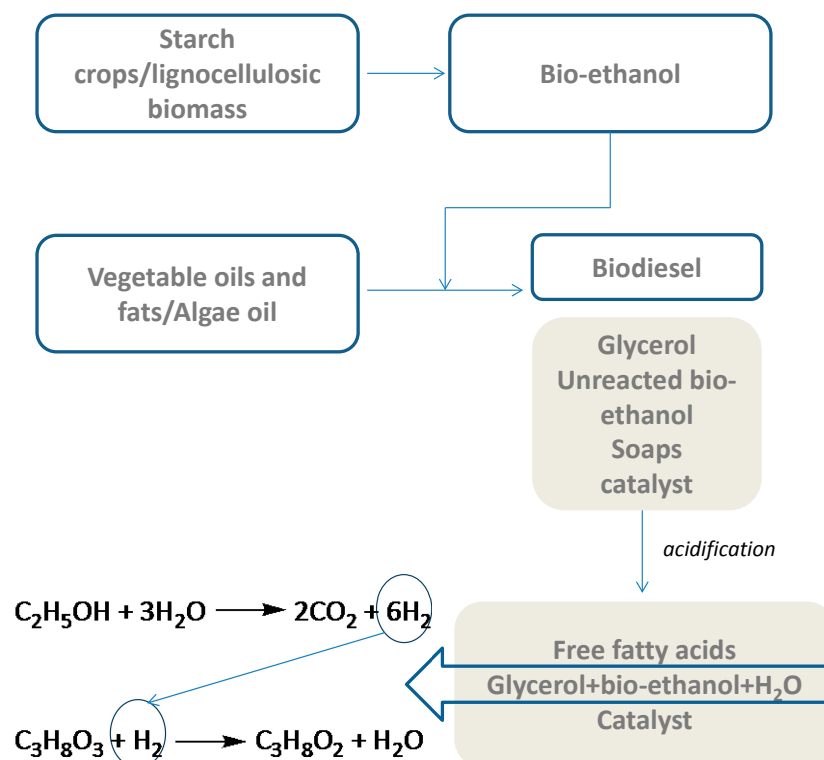 Starch
crops/lignocellulosic
biomass
Bio-ethanol
Vegetable oils and
fats/Algae oil
Biodiesel
Glycerol
Unreacted bio-
ethanol
Soaps
catalyst
acidification
C₂H₅OH + 3H₂O ⟶ 2CO₂ + 6H₂
Free fatty acids
Glycerol+bio-ethanol+H₂O
Catalyst
C₃H₈O₃ + H₂ ⟶ C₃H₈O₂ + H₂O